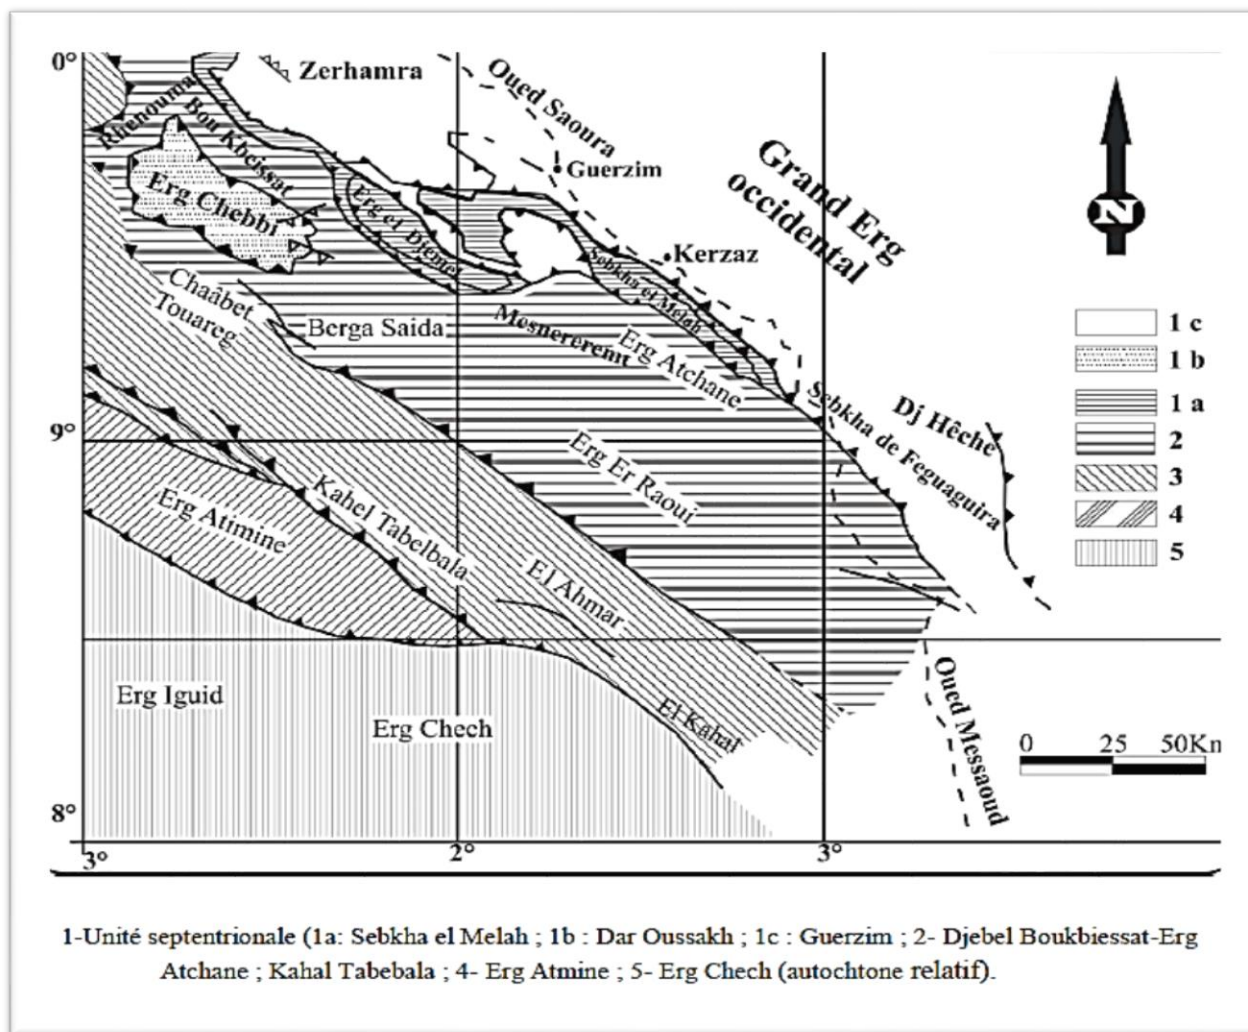 0°
Zerhamra
Oued Saoura
Rhenouma
Bou Kbeissat
Guerzim
Grand Erg
occidental
Erg Chebbi
Erg et Djemel
Kerzaz
Sebkha el Melah
Chaâbet
Touareg
Berga Saida
Mesnereremt
Erg Atchane
1 c
1 b
1 a
2
3
4
5
Dj Hêche
Sebkha de Feguaguira
9°
Erg Er Raoui
Kahel Tabelbala
Erg Atimine
El Ahmar
Erg Iguid
Erg Chech
El Kahal
Oued Messaoud
0 25 50Kn
8°
3° 2° 3°
N
1-Unité septentrionale (1a: Sebkha el Melah ; 1b : Dar Oussakh ; 1c : Guerzim ; 2- Djebel Boukbiessat-Erg
Atchane ; Kahal Tabebala ; 4- Erg Atmine ; 5- Erg Chech (autochtone relatif).